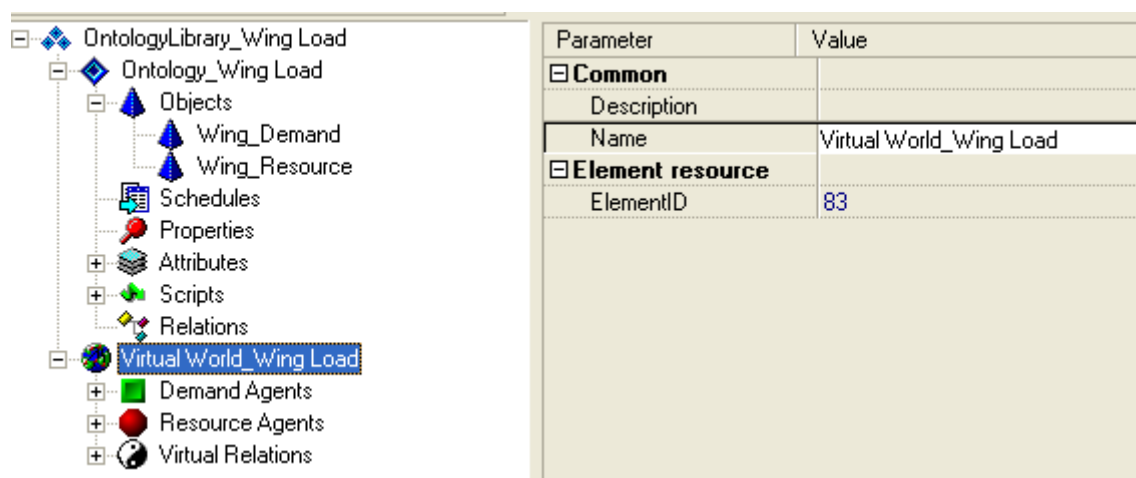 OntologyLibrary_Wing Load
Ontology_Wing Load
Objects
Wing_Demand
Wing_Resource
Schedules
Properties
Attributes
Scripts
Relations
Virtual World_Wing Load
Demand Agents
Resource Agents
Virtual Relations
Parameter Value
Common
Description
Name Virtual World_Wing Load
Element resource
ElementID 83